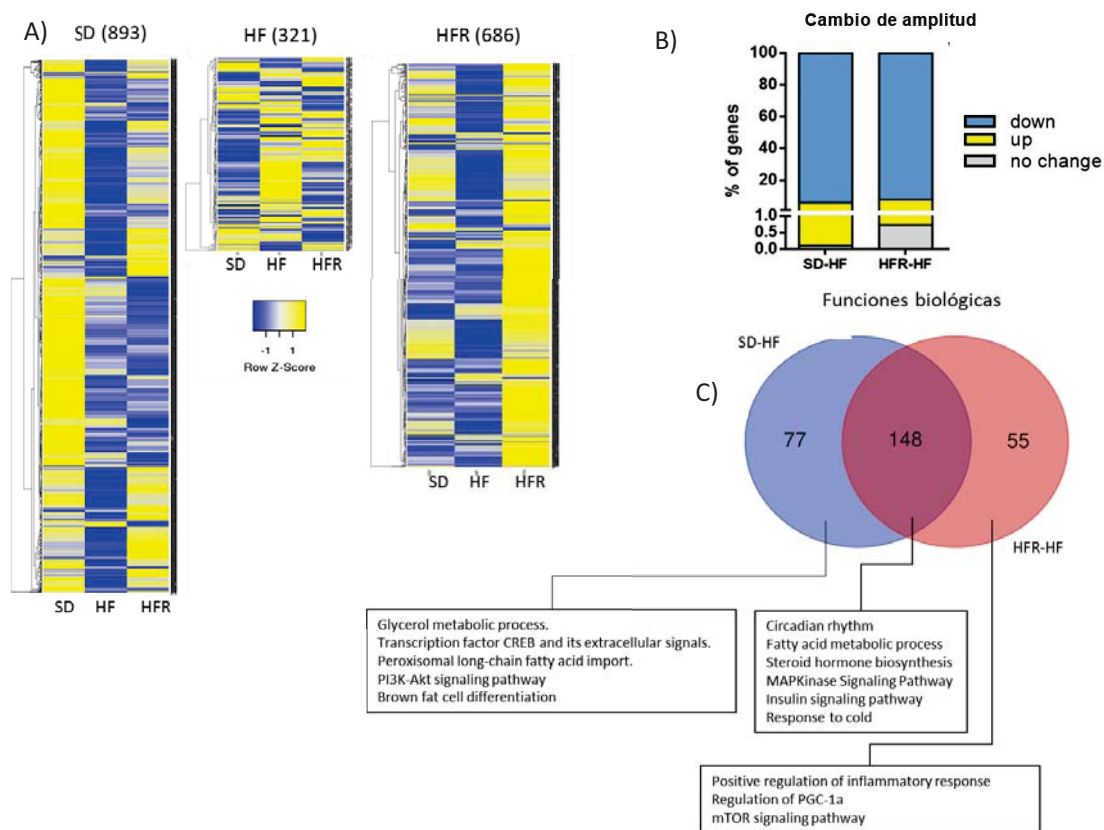 A)
SD (893)
HF (321)
HFR (686)
SD HF HFR
SD HF HFR
SD HF HFR
-1 1
Row Z-Score
B)
Cambio de amplitud
% of genes
100
80
60
40
20
1.0
0.5
0.0
SD-HF HFR-HF
down
up
no change
C)
Funciones biológicas
SD-HF
77
148
55
HFR-HF
Glycerol metabolic process.
Transcription factor CREB and its extracellular signals.
Peroxisomal long-chain fatty acid import.
PI3K-Akt signaling pathway
Brown fat cell differentiation
Circadian rhythm
Fatty acid metabolic process
Steroid hormone biosynthesis
MAPKinase Signaling Pathway
Insulin signaling pathway
Response to cold
Positive regulation of inflammatory response
Regulation of PGC-1a
mTOR signaling pathway